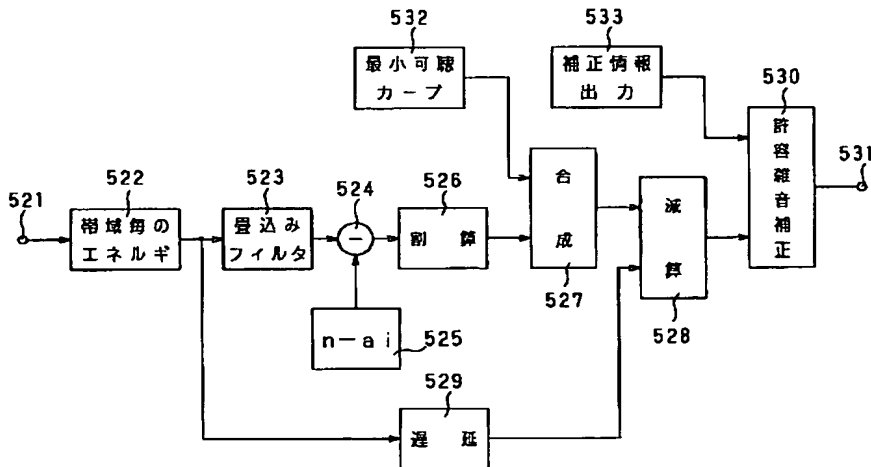 532
最小可聴
カーブ
533
補正情報
出力
530
許容雑音補正
531
521
522
帯域毎の
エネルギ
523
畳込み
フィルタ
524
−
526
割算
合成
527
減算
528
n−ai
525
529
遅延